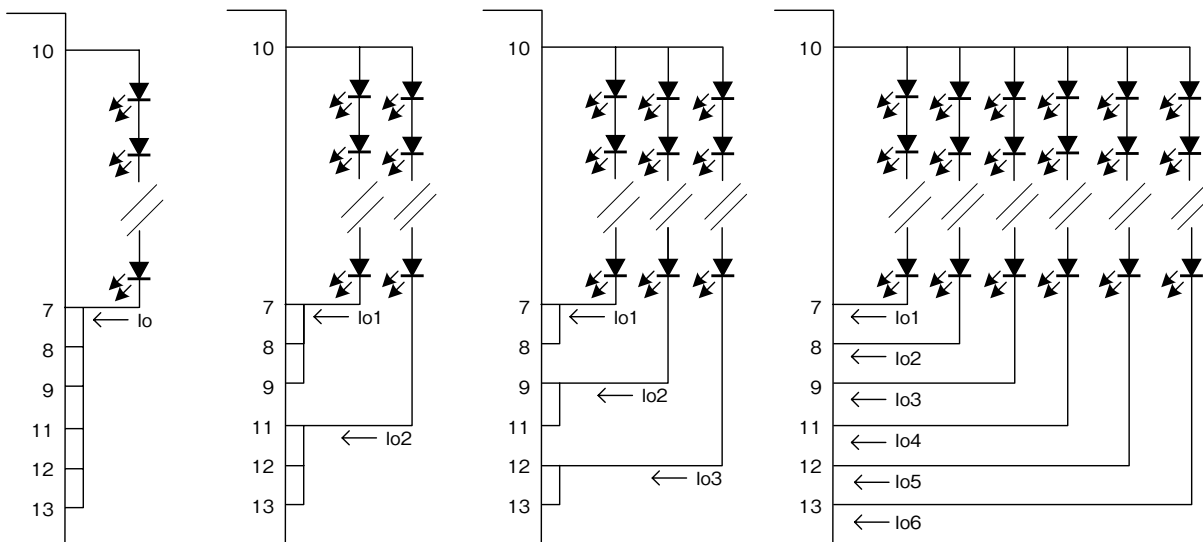 10 10 10 10
7 7 7 7
Io Io1 Io1 Io1
8 8 8 8
Io2
9 9 9 9
Io2 Io3
11 11 11 11
Io2 Io4
12 12 12 12
Io3 Io5
13 13 13 13
Io6